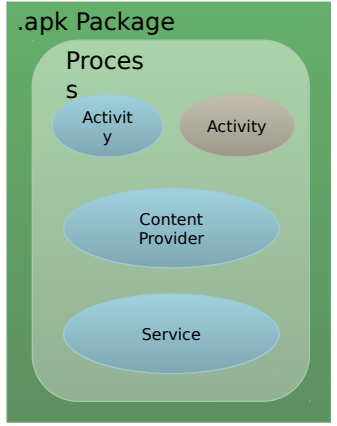 .apk Package
Proces
s
Activit
y
Activity
Content
Provider
Service